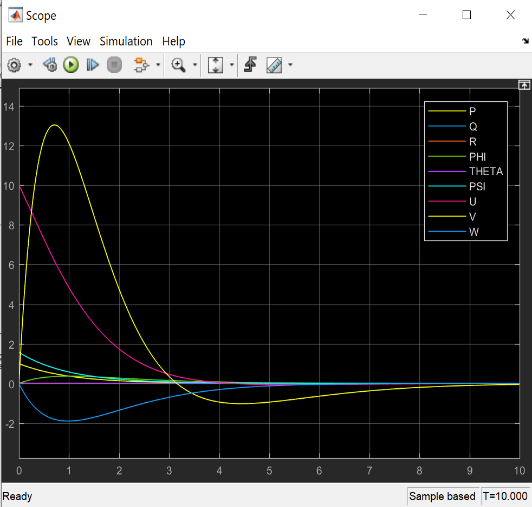 Scope
File Tools View Simulation Help
P
Q
R
PHI
THETA
PSI
U
V
W
14
12
10
8
6
4
2
0
-2
0 1 2 3 4 5 6 7 8 9 10
Ready Sample based T=10.000